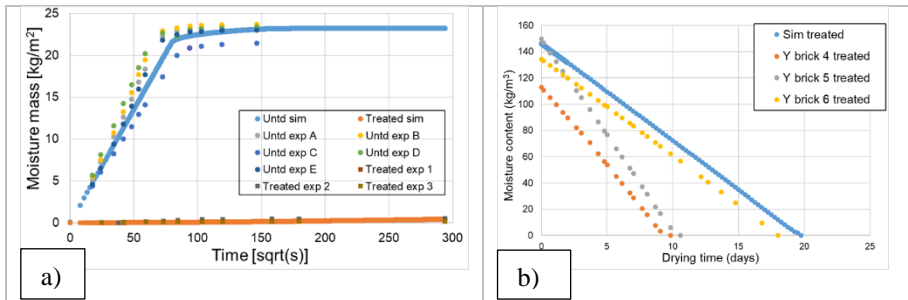 25
20
15
10
5
0
0 50 100 150 200 250 300
Moisture mass [kg/m²]
Time [sqrt(s)]
Untd sim Treated sim
Untd exp A Untd exp B
Untd exp C Untd exp D
Untd exp E Treated exp 1
Treated exp 2 Treated exp 3
a)
160
140
120
100
80
60
40
20
0
0 5 10 15 20 25
Moisture content (kg/m³)
Drying time (days)
Sim treated
Y brick 4 treated
Y brick 5 treated
Y brick 6 treated
b)